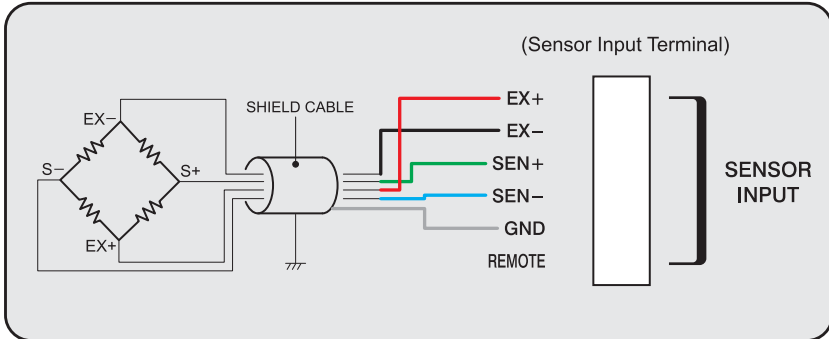 (Sensor Input Terminal)
SHIELD CABLE
EX−
S−
S+
EX+
EX+
EX−
SEN+
SEN−
GND
REMOTE
SENSOR
INPUT